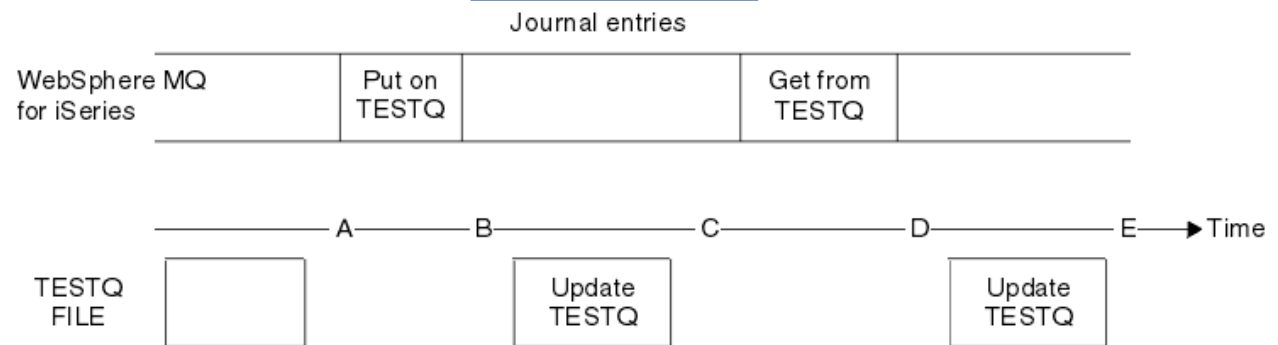 Journal entries
WebSphere MQ
for iSeries
Put on
TESTQ
Get from
TESTQ
A
B
C
D
E
Time
TESTQ
FILE
Update
TESTQ
Update
TESTQ